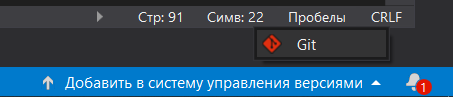 Стр: 91 Симв: 22 Пробелы CRLF
Git
Добавить в систему управления версиями 1